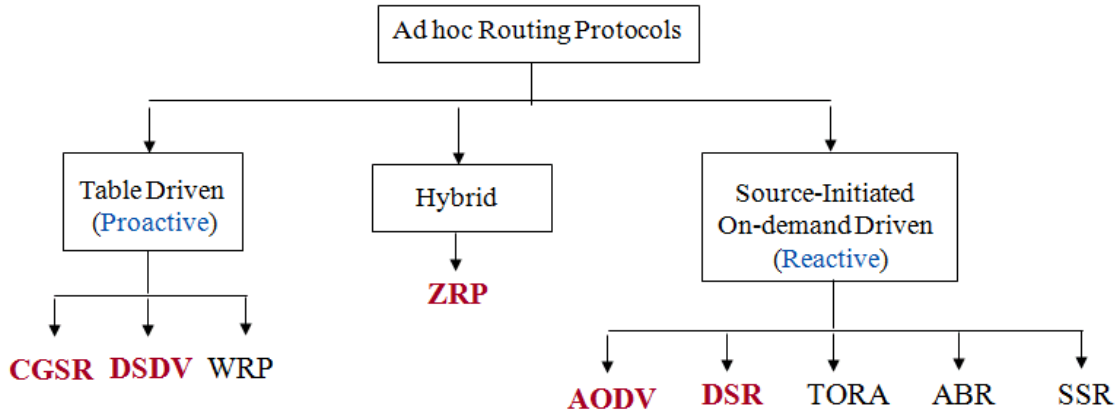 Ad hoc Routing Protocols
Table Driven
(Proactive)
Hybrid
Source-Initiated
On-demand Driven
(Reactive)
ZRP
CGSR DSDV WRP
AODV DSR TORA ABR SSR